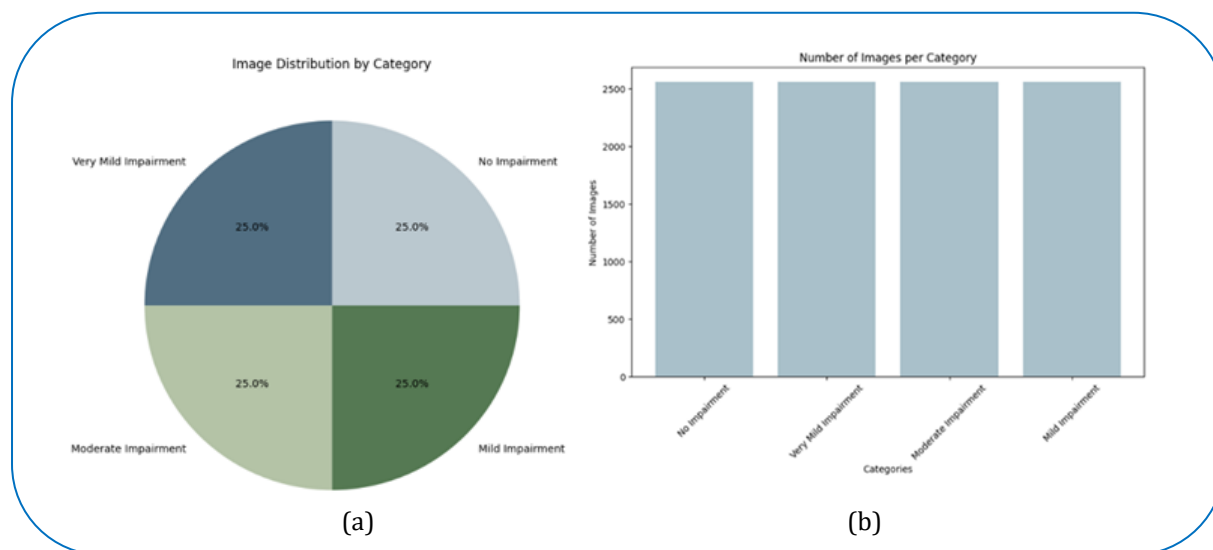 Image Distribution by Category
Very Mild Impairment
No Impairment
25.0%
25.0%
25.0%
25.0%
Moderate Impairment
Mild Impairment
(a)
Number of Images per Category
Number of Images
2500
2000
1500
1000
500
0
No Impairment
Very Mild Impairment
Moderate Impairment
Mild Impairment
Categories
(b)